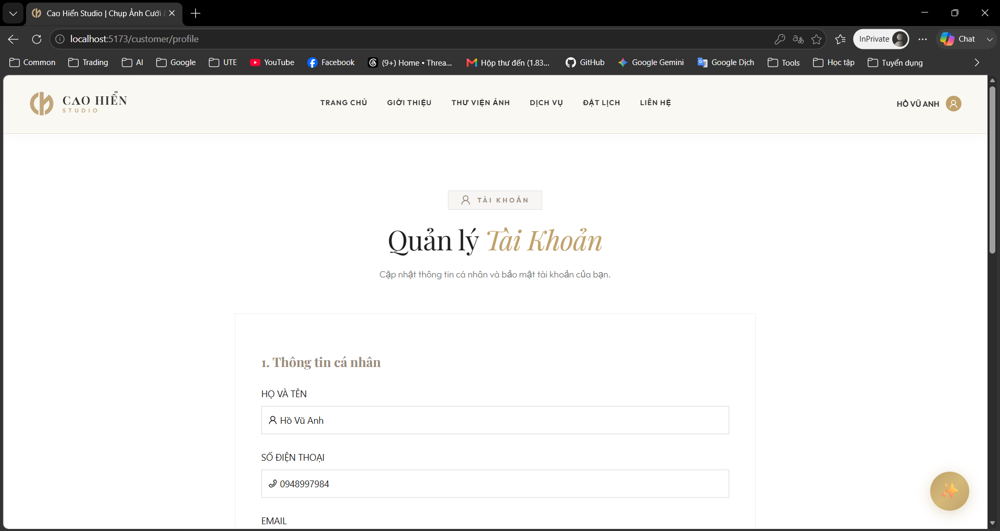 Cao Hiển Studio | Chụp Ảnh Cưới
localhost:5173/customer/profile
InPrivate
Chat
Common
Trading
AI
Google
UTE
YouTube
Facebook
(9+) Home • Threa...
Hộp thư đến (1.83...
GitHub
Google Gemini
Google Dịch
Tools
Học tập
Tuyển dụng
CAO HIỂN
STUDIO
TRANG CHỦ
GIỚI THIỆU
THƯ VIỆN ẢNH
DỊCH VỤ
ĐẶT LỊCH
LIÊN HỆ
HỒ VŨ ANH
TÀI KHOẢN
Quản lý Tài Khoản
Cập nhật thông tin cá nhân và bảo mật tài khoản của bạn.
1. Thông tin cá nhân
HỌ VÀ TÊN
Hồ Vũ Anh
SỐ ĐIỆN THOẠI
0948997984
EMAIL